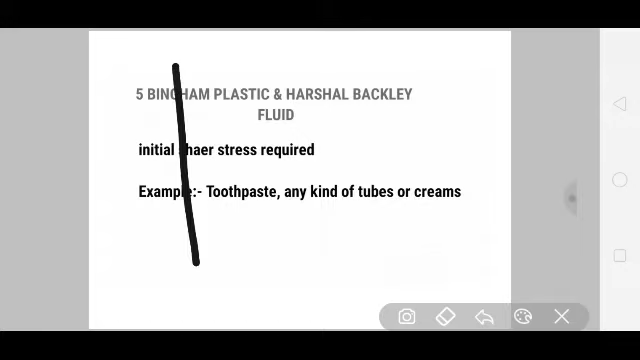 5 BINGHAM PLASTIC & HARSHAL BACKLEY
FLUID
initial shaer stress required
Example:- Toothpaste, any kind of tubes or creams